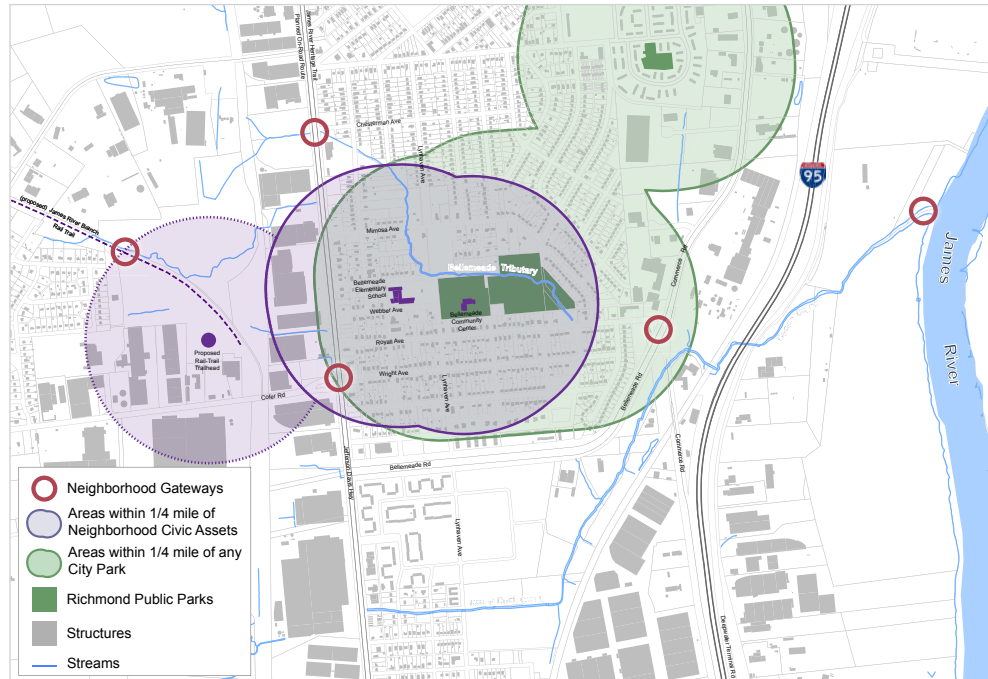 James River Heritage Trail
Planned On-Road Route
Chesterman Ave
Lynhaven Ave
95
(proposed) James River Branch
Rail Trail
Mimosa Ave
Commerce Rd
James River
Bellemeade Tributary
Bellemeade
Elementary
School
Webber Ave
Bellemeade
Community
Center
Royall Ave
Proposed
Rail-Trail
Trailhead
Wright Ave
Lynhaven Ave
Bellemeade Rd
Cofer Rd
Jefferson Davis Hwy
Bellemeade Rd
Commerce Rd
Lynhaven Ave
Deepwater Terminal Rd
Neighborhood Gateways
Areas within 1/4 mile of
Neighborhood Civic Assets
Areas within 1/4 mile of any
City Park
Richmond Public Parks
Structures
Streams